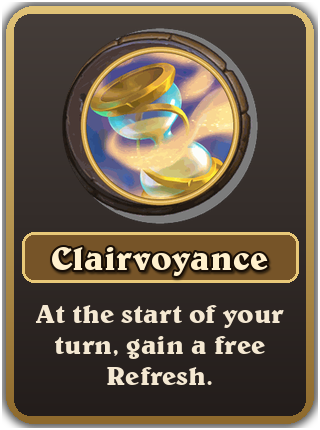 Clairvoyance
At the start of your
turn, gain a free
Refresh.